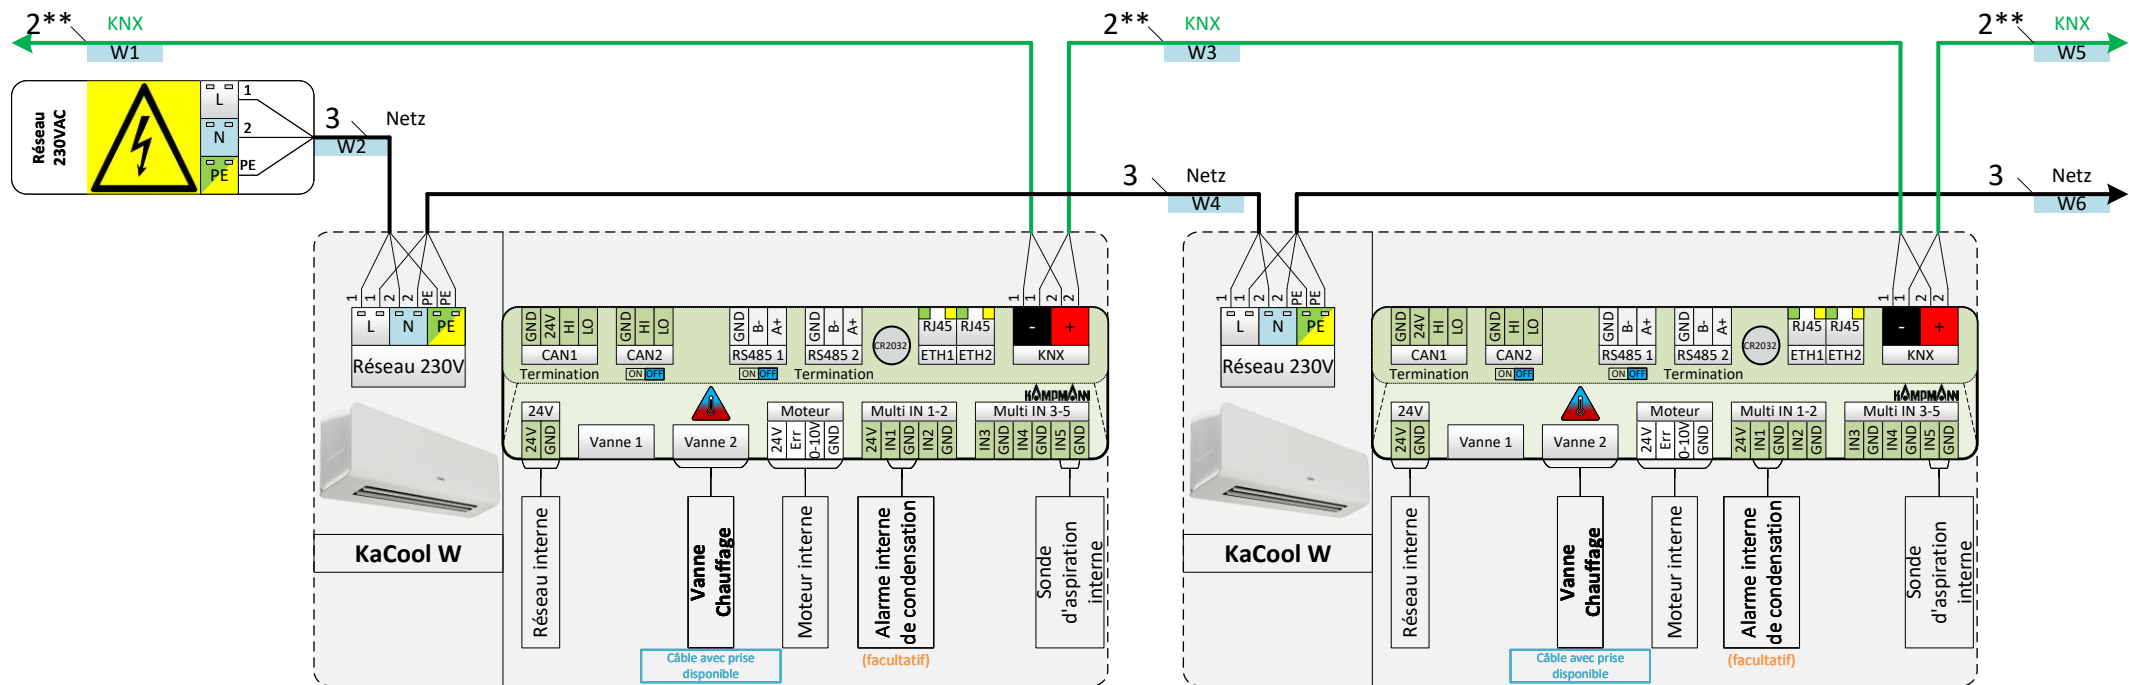 2** KNX
W1
2** KNX
W3
2** KNX
W5
Réseau
230VAC
L
N
PE
1
2
PE
3 Netz
W2
3 Netz
W4
3 Netz
W6
1 1 2 2 PE PE
L N PE
Réseau 230V
KaCool W
1 1 2 2
GND 24V HI LO
CAN1
GND HI LO
CAN2
GND B- A+
RS485 1
GND B- A+
RS485 2
CR2032
RJ45 RJ45
ETH1 ETH2
- +
KNX
Termination
ON OFF
ON OFF
Termination
KAMPMANN
24V
24V GND
Vanne 1
Vanne 2
Moteur
24V Err 0-10V GND
Multi IN 1-2
24V IN1 GND IN2 GND
Multi IN 3-5
IN3 GND IN4 GND IN5 GND
Réseau interne
Vanne
Chauffage
Câble avec prise
disponible
Moteur interne
Alarme interne
de condensation
(facultatif)
Sonde
d'aspiration
interne
1 1 2 2 PE PE
L N PE
Réseau 230V
KaCool W
1 1 2 2
GND 24V HI LO
CAN1
GND HI LO
CAN2
GND B- A+
RS485 1
GND B- A+
RS485 2
CR2032
RJ45 RJ45
ETH1 ETH2
- +
KNX
Termination
ON OFF
ON OFF
Termination
KAMPMANN
24V
24V GND
Vanne 1
Vanne 2
Moteur
24V Err 0-10V GND
Multi IN 1-2
24V IN1 GND IN2 GND
Multi IN 3-5
IN3 GND IN4 GND IN5 GND
Réseau interne
Vanne
Chauffage
Câble avec prise
disponible
Moteur interne
Alarme interne
de condensation
(facultatif)
Sonde
d'aspiration
interne